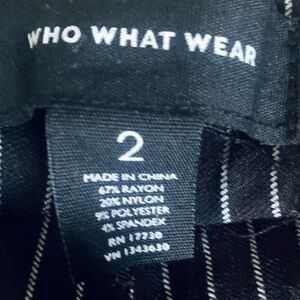 WHO WHAT WEAR
2
MADE IN CHINA
67% RAYON
20% NYLON
9% POLYESTER
4% SPANDEX
RN 17730
VN 1343630